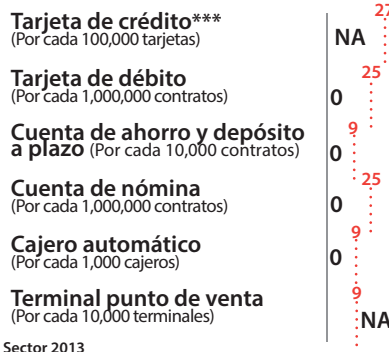 27
Tarjeta de crédito***
(Por cada 100,000 tarjetas)
NA
Tarjeta de débito
(Por cada 1,000,000 contratos)
25
0
Cuenta de ahorro y depósito
a plazo (Por cada 10,000 contratos)
9
0
Cuenta de nómina
(Por cada 1,000,000 contratos)
25
0
Cajero automático
(Por cada 1,000 cajeros)
9
0
Terminal punto de venta
(Por cada 10,000 terminales)
9
NA
Sector 2013